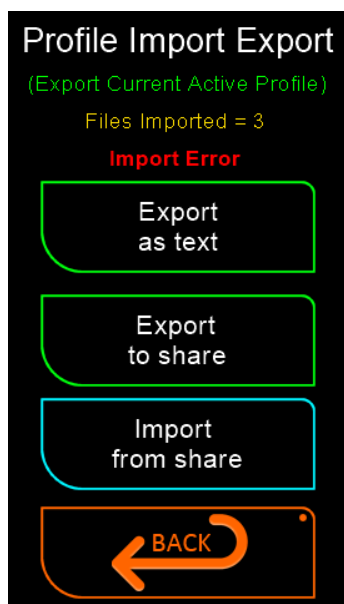 Profile Import Export
(Export Current Active Profile)
Files Imported = 3
Import Error
Export
as text
Export
to share
Import
from share
BACK